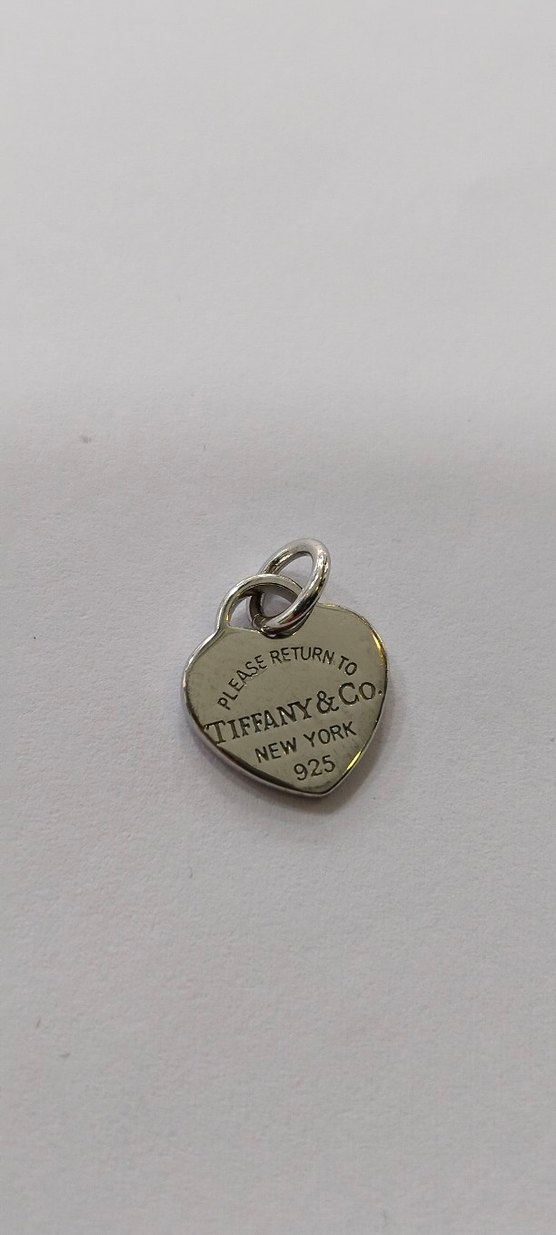 PLEASE RETURN TO
TIFFANY & CO.
NEW YORK
925